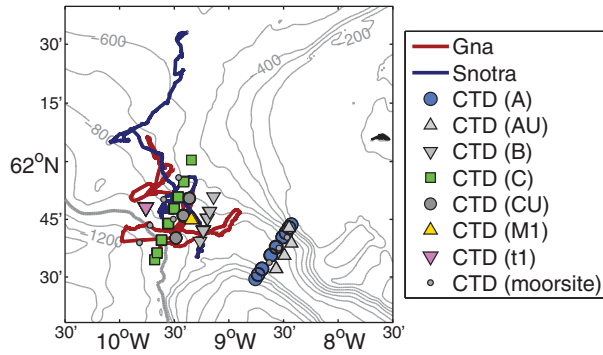 30'
15'
62°N
45'
30'
30' 10°W 30' 9°W 30' 8°W 30'
-600
-400
-200
-800
-1200
Gna
Snotra
CTD (A)
CTD (AU)
CTD (B)
CTD (C)
CTD (CU)
CTD (M1)
CTD (t1)
CTD (moorsite)